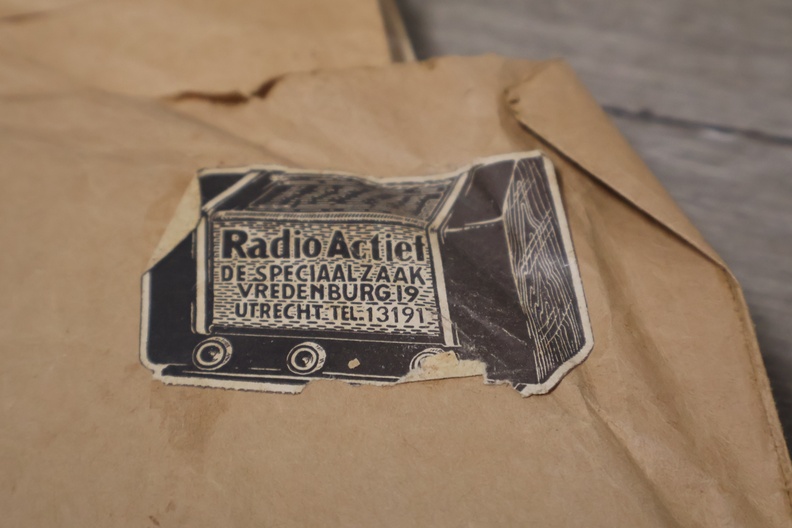 Radio Actief
DE SPECIAALZAAK
VREDENBURG 19
UTRECHT-TEL.13191